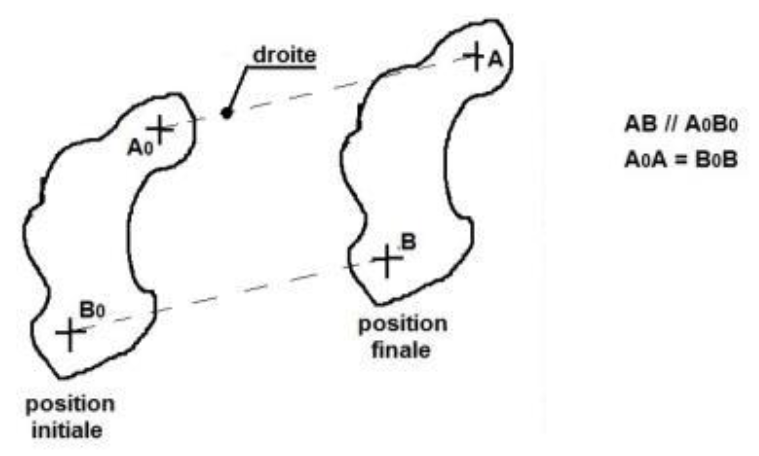 droite
A
A0
AB // A0B0
A0A = B0B
B
B0
position
finale
position
initiale